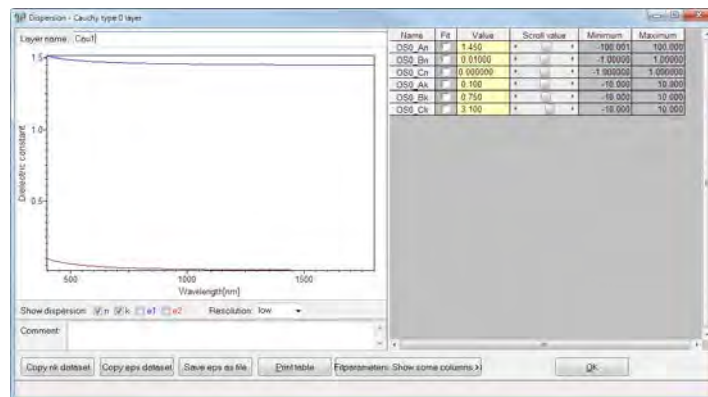 Dispersion - Cauchy type 0 layer
Layer name: Cau1
Name Fit Value Scroll value Minimum Maximum
OS0_An 1.450 -100.001 100.000
OS0_Bn 0.01000 -1.00000 1.00000
OS0_Cn 0.000000 -1.000000 1.000000
OS0_Ak 0.100 -10.000 10.000
OS0_Bk 0.750 -10.000 10.000
OS0_Ck 3.100 -10.000 10.000
1.5
1.0
0.5
Dielectric constant
500 1000 1500
Wavelength[nm]
Show dispersion: n k e1 e2 Resolution: low
Comment:
Copy nk dataset Copy eps dataset Save eps as file Print table Fitparameters: Show some columns >| OK